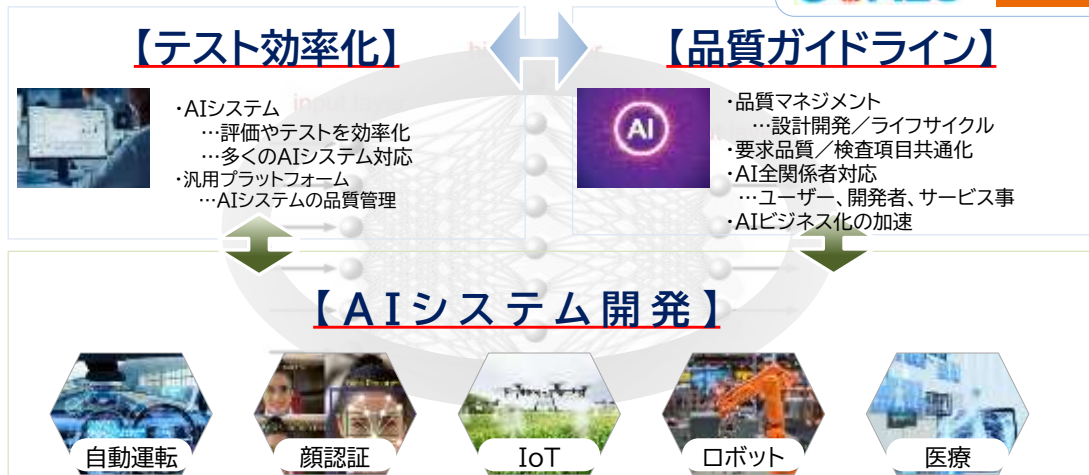 【テスト効率化】
【品質ガイドライン】
・AIシステム
…評価やテストを効率化
…多くのAIシステム対応
・汎用プラットフォーム
…AIシステムの品質管理
・品質マネジメント
…設計開発／ライフサイクル
・要求品質／検査項目共通化
・AI全関係者対応
…ユーザー、開発者、サービス事
・AIビジネス化の加速
AI
input layer
【AIシステム開発】
自動運転
顔認証
IoT
ロボット
医療